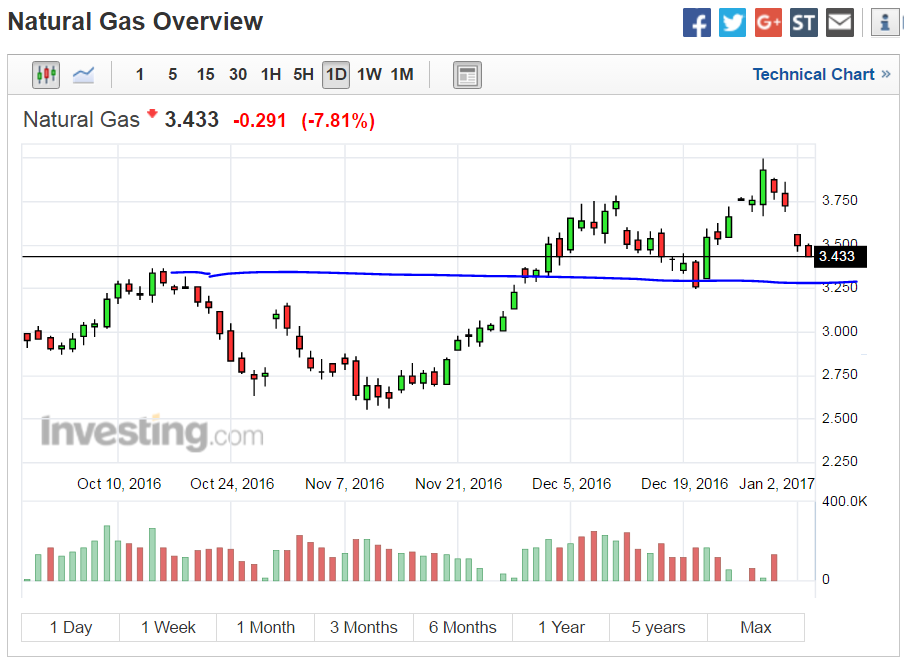 Natural Gas Overview
f G+ ST i
1 5 15 30 1H 5H 1D 1W 1M Technical Chart »
Natural Gas 3.433 -0.291 (-7.81%)
3.750
3.500
3.433
3.250
3.000
2.750
2.500
2.250
Investing.com
Oct 10, 2016 Oct 24, 2016 Nov 7, 2016 Nov 21, 2016 Dec 5, 2016 Dec 19, 2016 Jan 2, 2017
400.0K
0
1 Day 1 Week 1 Month 3 Months 6 Months 1 Year 5 years Max